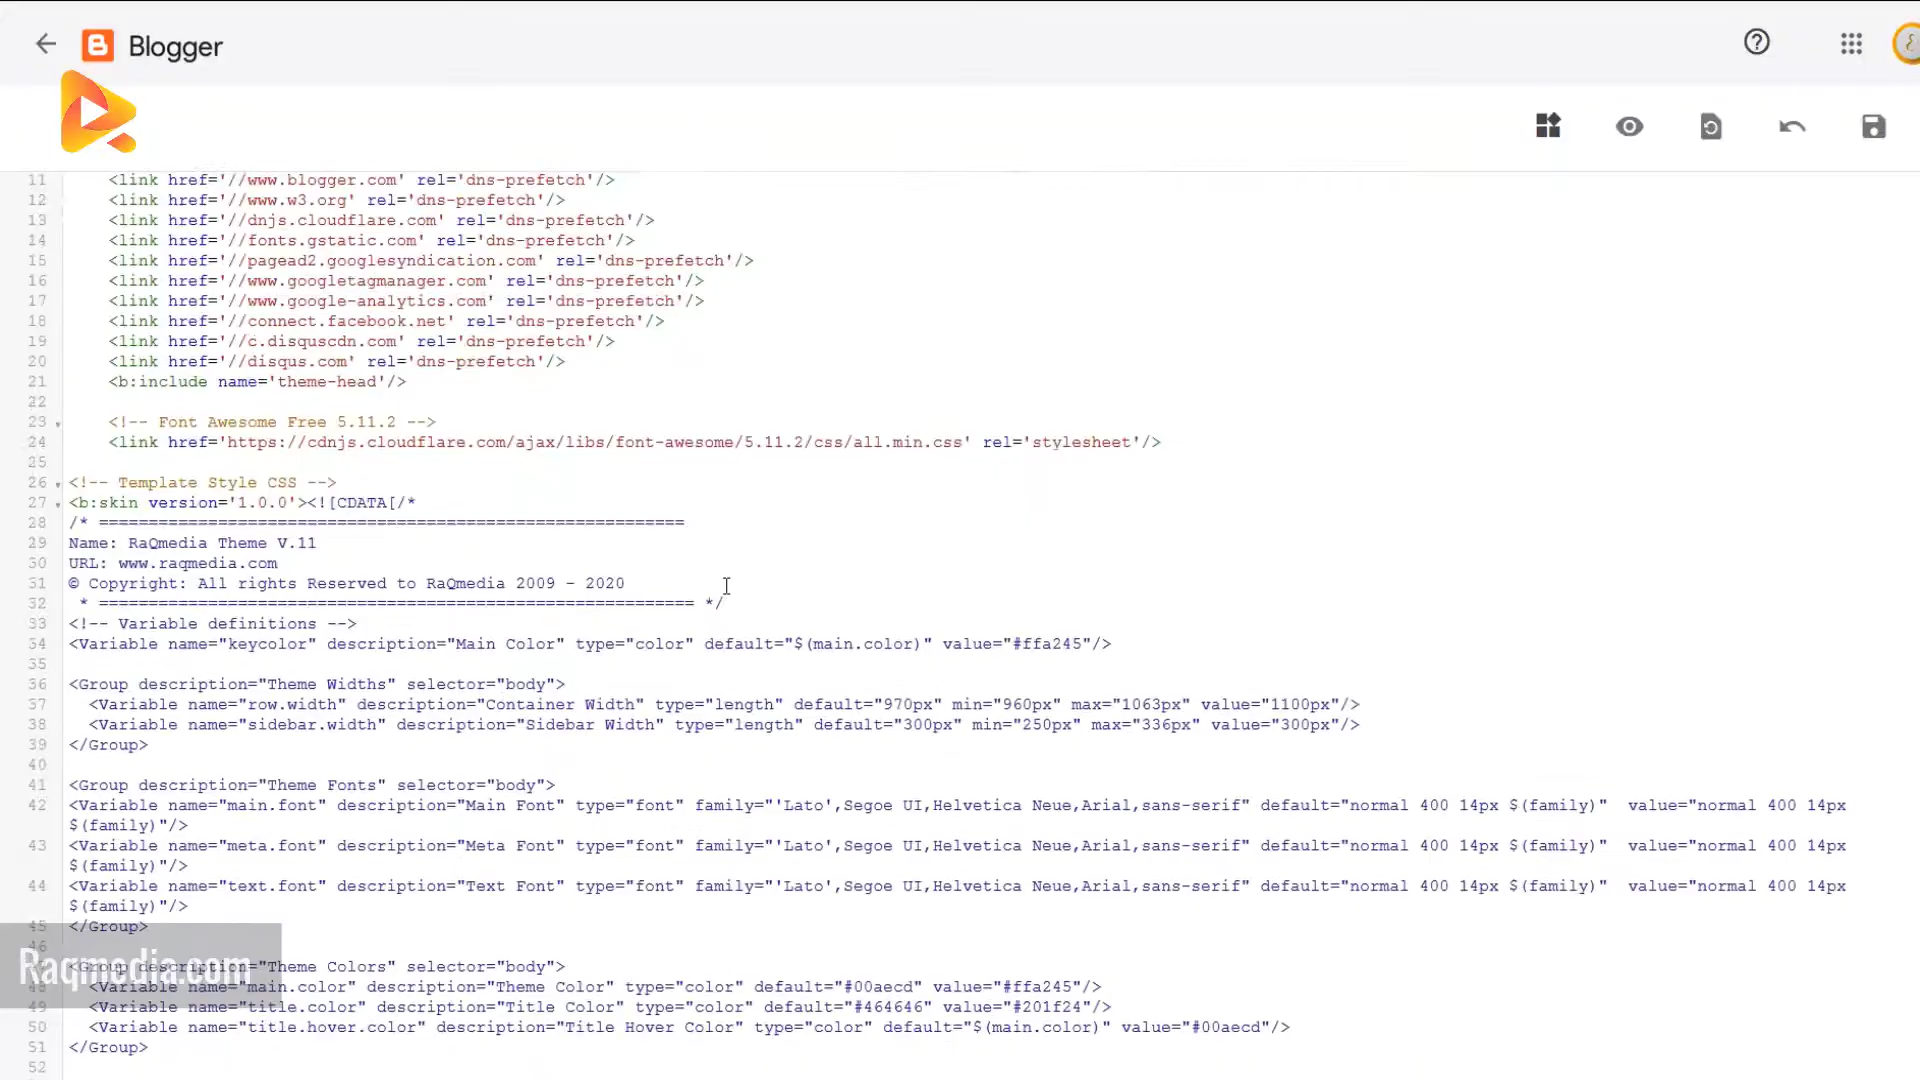 Blogger
11 <link href='//www.blogger.com' rel='dns-prefetch'/>
12 <link href='//www.w3.org' rel='dns-prefetch'/>
13 <link href='//dnjs.cloudflare.com' rel='dns-prefetch'/>
14 <link href='//fonts.gstatic.com' rel='dns-prefetch'/>
15 <link href='//pagead2.googlesyndication.com' rel='dns-prefetch'/>
16 <link href='//www.googletagmanager.com' rel='dns-prefetch'/>
17 <link href='//www.google-analytics.com' rel='dns-prefetch'/>
18 <link href='//connect.facebook.net' rel='dns-prefetch'/>
19 <link href='//c.disquscdn.com' rel='dns-prefetch'/>
20 <link href='//disqus.com' rel='dns-prefetch'/>
21 <b:include name='theme-head'/>
22
23 <!-- Font Awesome Free 5.11.2 -->
24 <link href='https://cdnjs.cloudflare.com/ajax/libs/font-awesome/5.11.2/css/all.min.css' rel='stylesheet'/>
25
26 <!-- Template Style CSS -->
27 <b:skin version='1.0.0'><![CDATA[/*
28 /* ===========================================================
29 Name: RaQmedia Theme V.11
30 URL: www.raqmedia.com
31 © Copyright: All rights Reserved to RaQmedia 2009 - 2020
32 * ============================================================ */
33 <!-- Variable definitions -->
34 <Variable name="keycolor" description="Main Color" type="color" default="$(main.color)" value="#ffa245"/>
35
36 <Group description="Theme Widths" selector="body">
37 <Variable name="row.width" description="Container Width" type="length" default="970px" min="960px" max="1063px" value="1100px"/>
38 <Variable name="sidebar.width" description="Sidebar Width" type="length" default="300px" min="250px" max="336px" value="300px"/>
39 </Group>
40
41 <Group description="Theme Fonts" selector="body">
42 <Variable name="main.font" description="Main Font" type="font" family="'Lato',Segoe UI,Helvetica Neue,Arial,sans-serif" default="normal 400 14px $(family)" value="normal 400 14px
$(family)"/>
43 <Variable name="meta.font" description="Meta Font" type="font" family="'Lato',Segoe UI,Helvetica Neue,Arial,sans-serif" default="normal 400 14px $(family)" value="normal 400 14px
$(family)"/>
44 <Variable name="text.font" description="Text Font" type="font" family="'Lato',Segoe UI,Helvetica Neue,Arial,sans-serif" default="normal 400 14px $(family)" value="normal 400 14px
$(family)"/>
45 </Group>
46
Raqmedia.com
47 <Group description="Theme Colors" selector="body">
48 <Variable name="main.color" description="Theme Color" type="color" default="#00aecd" value="#ffa245"/>
49 <Variable name="title.color" description="Title Color" type="color" default="#464646" value="#201f24"/>
50 <Variable name="title.hover.color" description="Title Hover Color" type="color" default="$(main.color)" value="#00aecd"/>
51 </Group>
52